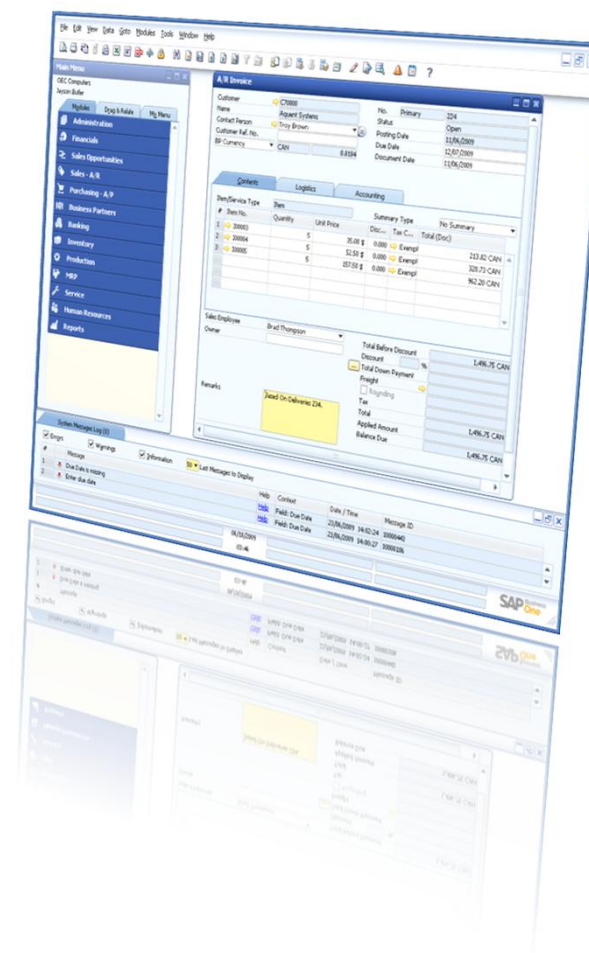 File Edit View Data Goto Modules Tools Window Help
Main Menu
OEC Computers
Jayson Butler
Modules Drag & Relate My Menu
Administration
Financials
Sales Opportunities
Sales - A/R
Purchasing - A/P
Business Partners
Banking
Inventory
Production
MRP
Service
Human Resources
Reports
A/R Invoice
Customer C70000
Name Aquent Systems
Contact Person Troy Brown
Customer Ref. No.
BP Currency CAN 0.8194
No. Primary 224
Status Open
Posting Date 11/06/2009
Due Date 12/07/2009
Document Date 11/06/2009
Contents Logistics Accounting
Item/Service Type Item Summary Type No Summary
# Item No. Quantity Unit Price Disc... Tax C... Total (Doc)
1 I00003 5 35.00 $ 0.000 Exempt 213.82 CAN
2 I00004 5 52.50 $ 0.000 Exempt 320.73 CAN
3 I00005 5 157.50 $ 0.000 Exempt 962.20 CAN
Sales Employee Brad Thompson
Owner
Total Before Discount 1,496.75 CAN
Discount %
Total Down Payment
Freight
Rounding
Tax
Total 1,496.75 CAN
Applied Amount
Balance Due 1,496.75 CAN
Remarks Based On Deliveries 234.
System Messages Log (6)
Errors Warnings Information 50 Last Messages to Display
# Message Help Context Date / Time Message ID
1 Due Date is missing Help Field: Due Date 23/06/2009 14:02:24 10000442
2 Enter due date Help Field: Due Date 23/06/2009 14:00:27 10000106
03:46
SAP Business One